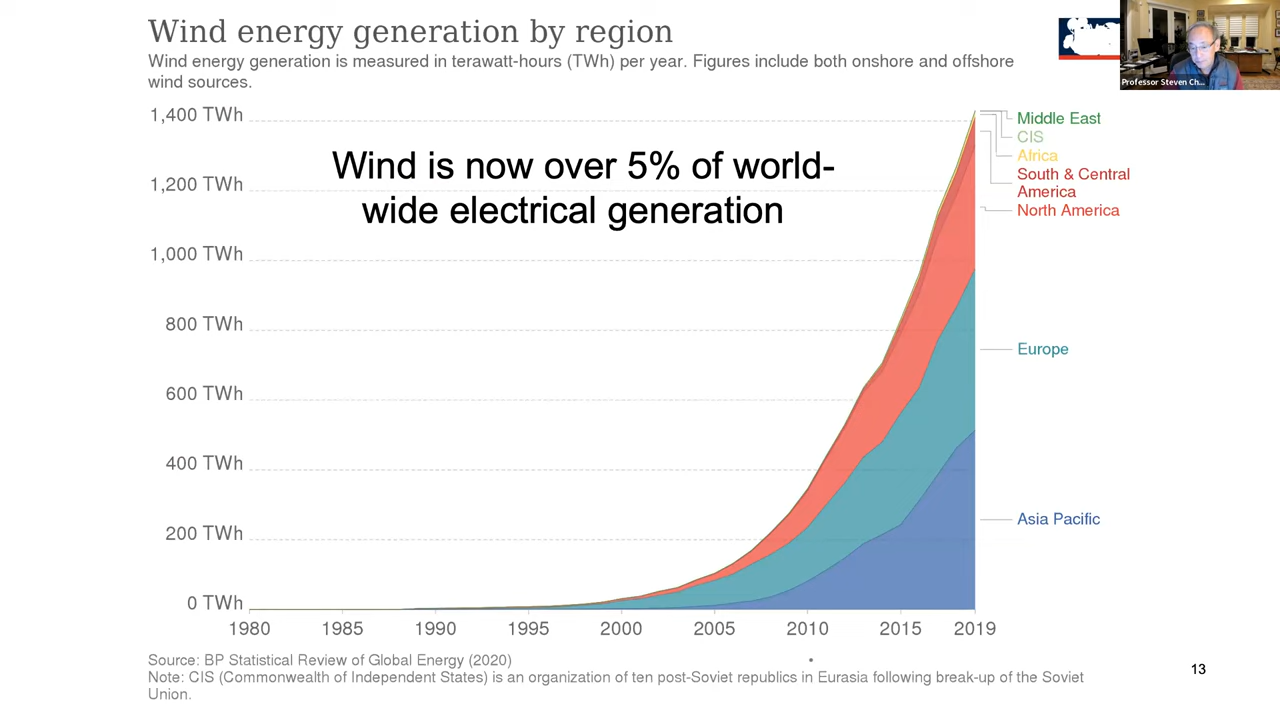 Wind energy generation by region
Wind energy generation is measured in terawatt-hours (TWh) per year. Figures include both onshore and offshore
wind sources.
Professor Steven Ch...
1,400 TWh
1,200 TWh
1,000 TWh
800 TWh
600 TWh
400 TWh
200 TWh
0 TWh
Wind is now over 5% of world-
wide electrical generation
Middle East
CIS
Africa
South & Central
America
North America
Europe
Asia Pacific
1980 1985 1990 1995 2000 2005 2010 2015 2019
Source: BP Statistical Review of Global Energy (2020)
Note: CIS (Commonwealth of Independent States) is an organization of ten post-Soviet republics in Eurasia following break-up of the Soviet
Union.
13